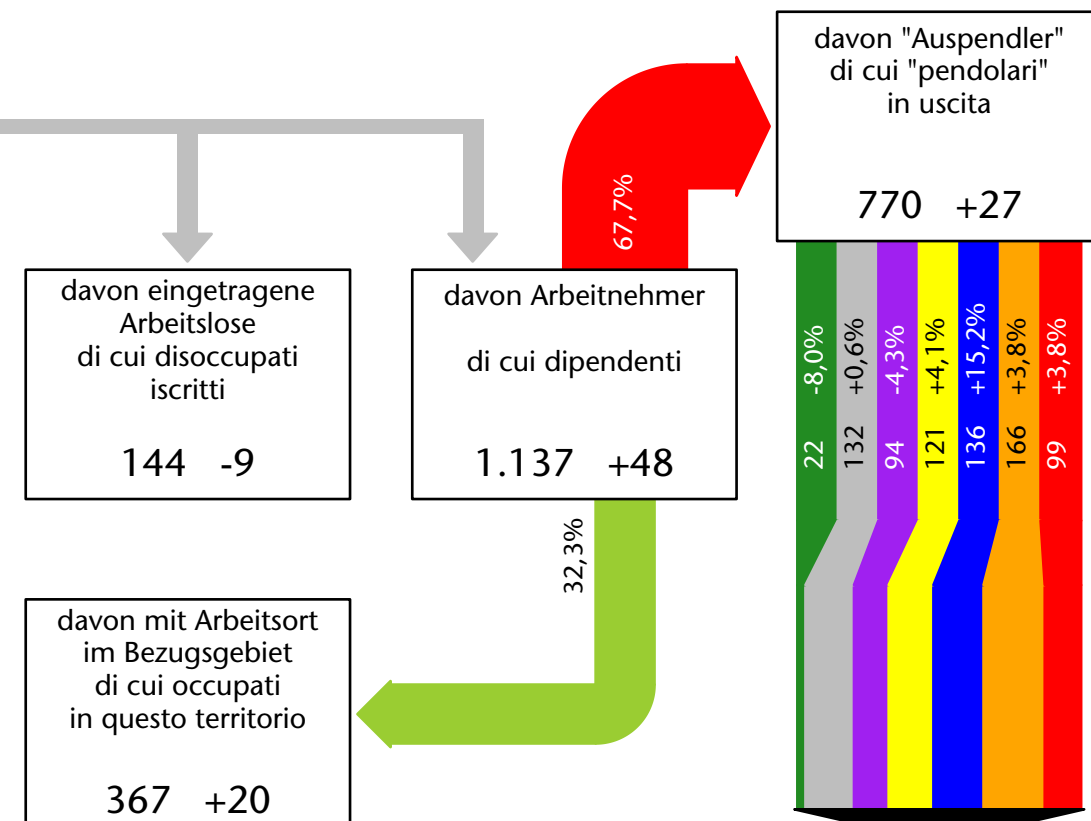 davon "Auspendler"
di cui "pendolari"
in uscita
770 +27
67,7%
davon eingetragene
Arbeitslose
di cui disoccupati
iscritti
144 -9
davon Arbeitnehmer
di cui dipendenti
1.137 +48
22 -8,0%
132 +0,6%
94 -4,3%
121 +4,1%
136 +15,2%
166 +3,8%
99 +3,8%
32,3%
davon mit Arbeitsort
im Bezugsgebiet
di cui occupati
in questo territorio
367 +20